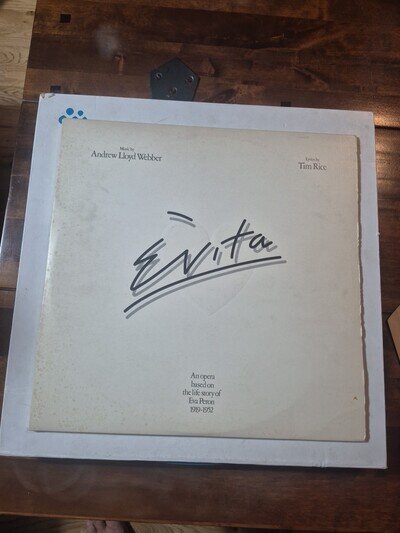 Music by
Andrew Lloyd Webber
Lyrics by
Tim Rice
Evita
An opera
based on
the life story of
Eva Peron
1919-1952